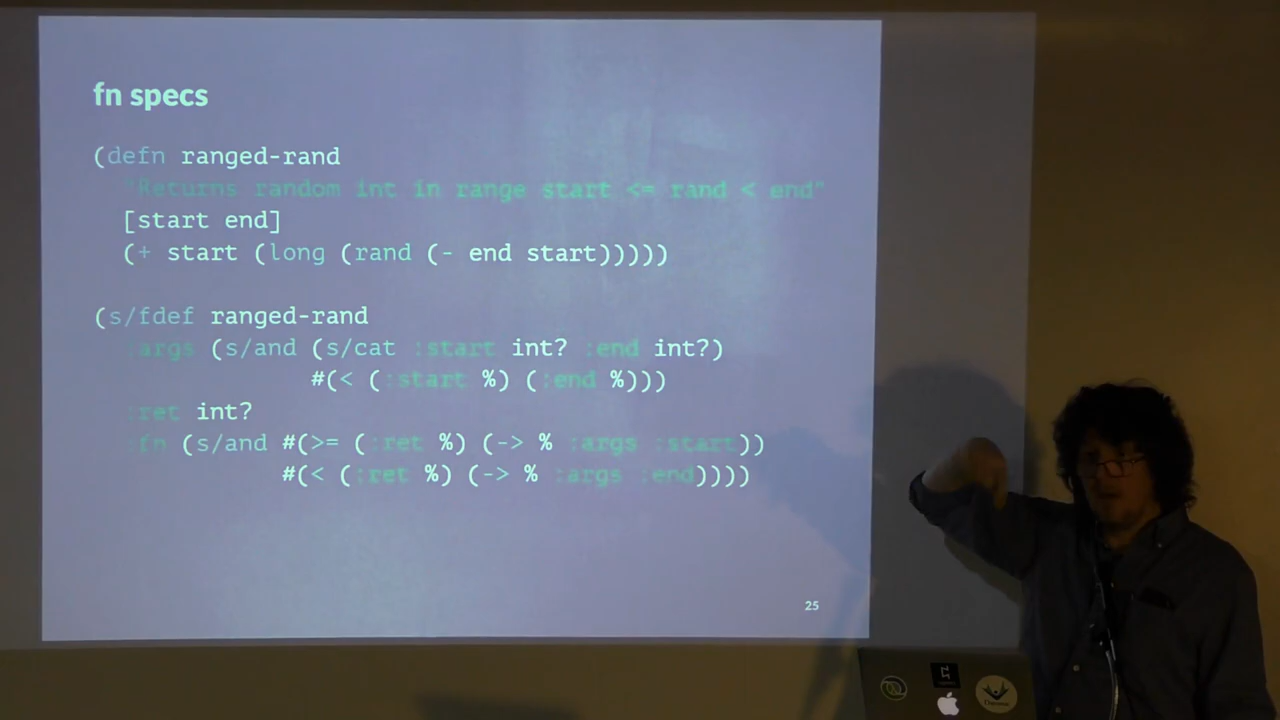 fn specs
(defn ranged-rand
"Returns random int in range start <= rand < end"
[start end]
(+ start (long (rand (- end start)))))
(s/fdef ranged-rand
:args (s/and (s/cat :start int? :end int?)
#(< (:start %) (:end %)))
:ret int?
:fn (s/and #(>= (:ret %) (-> % :args :start))
#(< (:ret %) (-> % :args :end))))
25